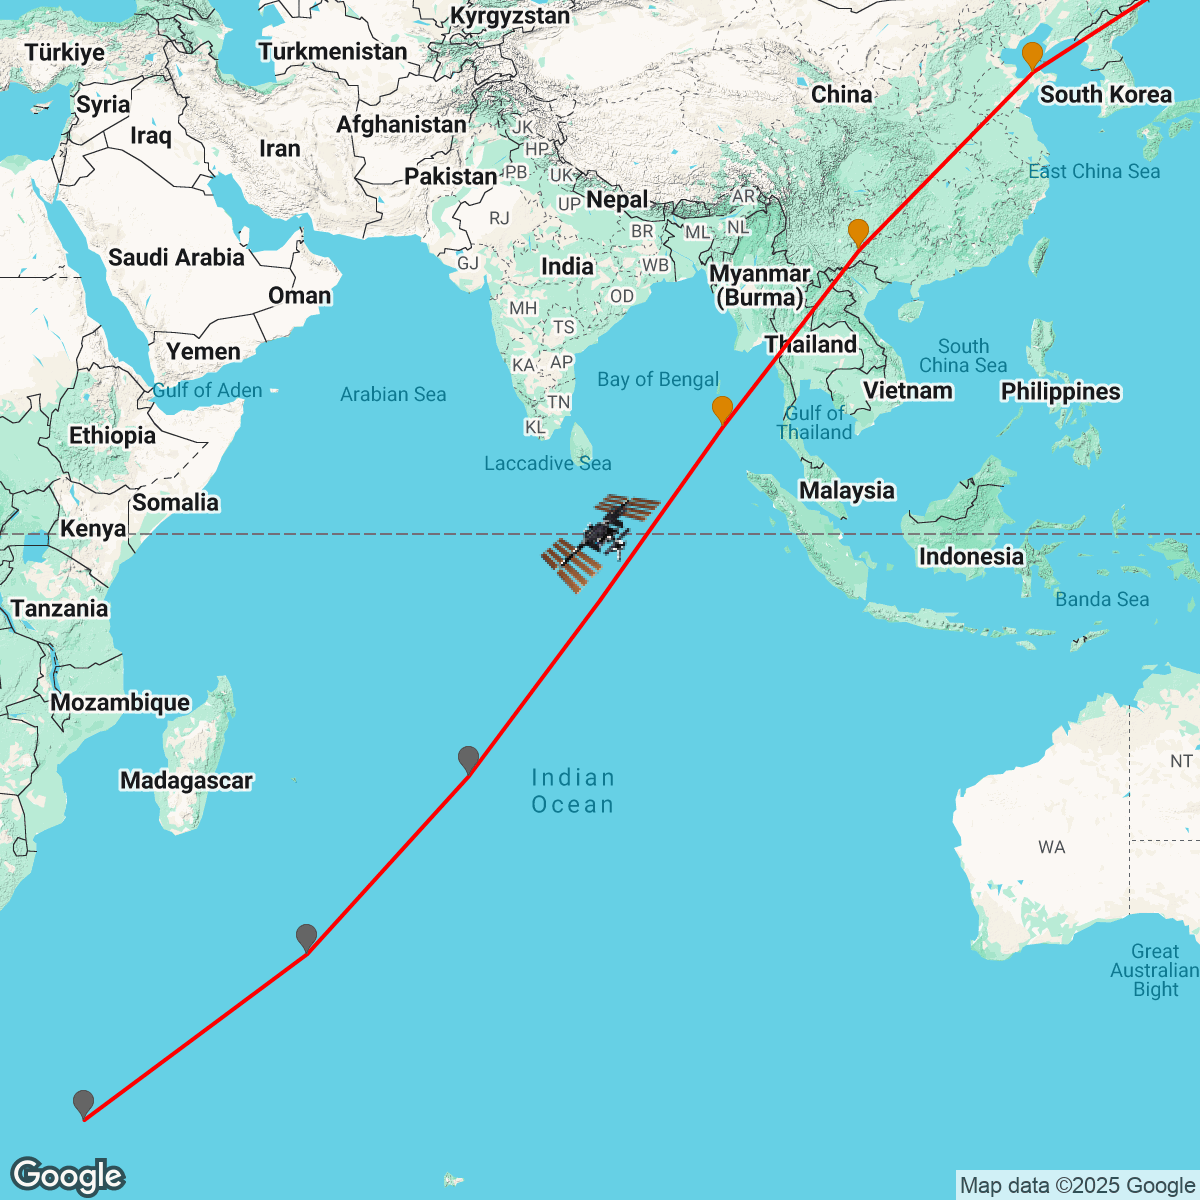 Kyrgyzstan
Türkiye
Turkmenistan
China
South Korea
Syria
Afghanistan
JK
Iraq
Iran
HP
Pakistan
PB
UK
East China Sea
Nepal
AR
UP
RJ
NL
BR
ML
Saudi Arabia
GJ
India
WB
Myanmar
(Burma)
Oman
OD
MH
TS
Yemen
Thailand
South
China Sea
KA
AP
Bay of Bengal
Gulf of Aden
Arabian Sea
Vietnam
Philippines
TN
Gulf of
Thailand
KL
Ethiopia
Laccadive Sea
Malaysia
Somalia
Kenya
Indonesia
Tanzania
Banda Sea
Mozambique
NT
Madagascar
Indian
Ocean
WA
Great
Australian
Bight
Google
Map data ©2025 Google